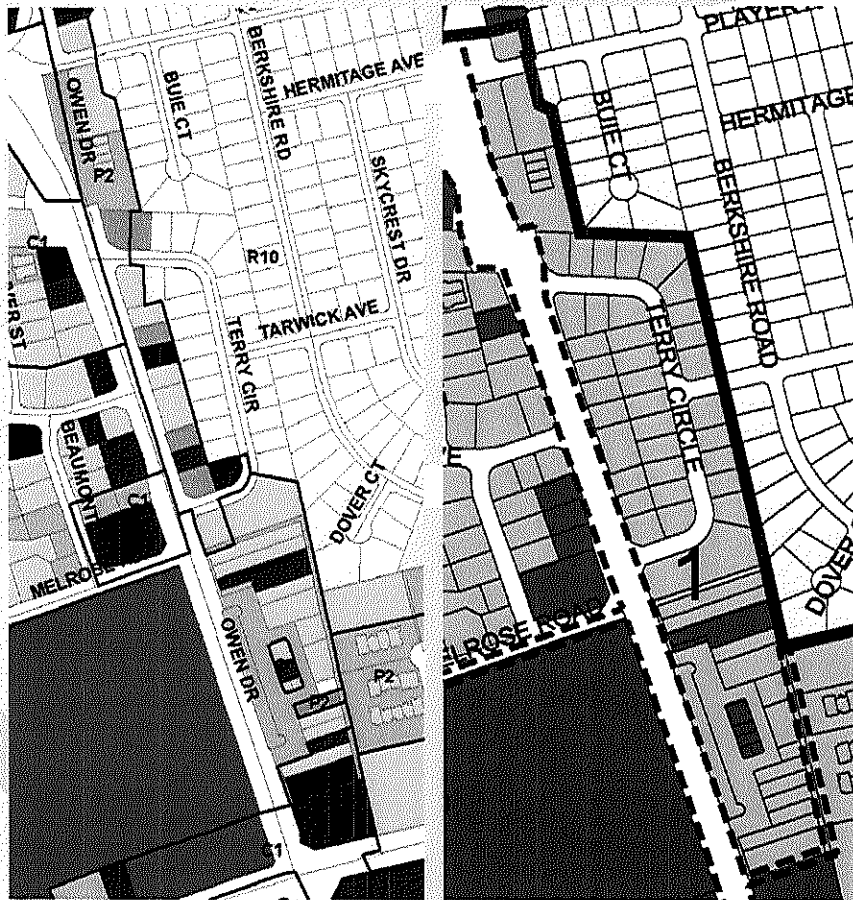 OWEN DR
BUIE CT
BERKSHIRE RD
HERMITAGE AVE
P2
SKYCREST DR
C1
R10
TARWICK AVE
TERRY CIR
BEAUMONT
DOVER CT
MELROSE
OWEN DR
P2
P2
C1
BUIE CT
HERMITAGE
BERKSHIRE ROAD
TERRY CIRCLE
1
MELROSE ROAD
DOVER